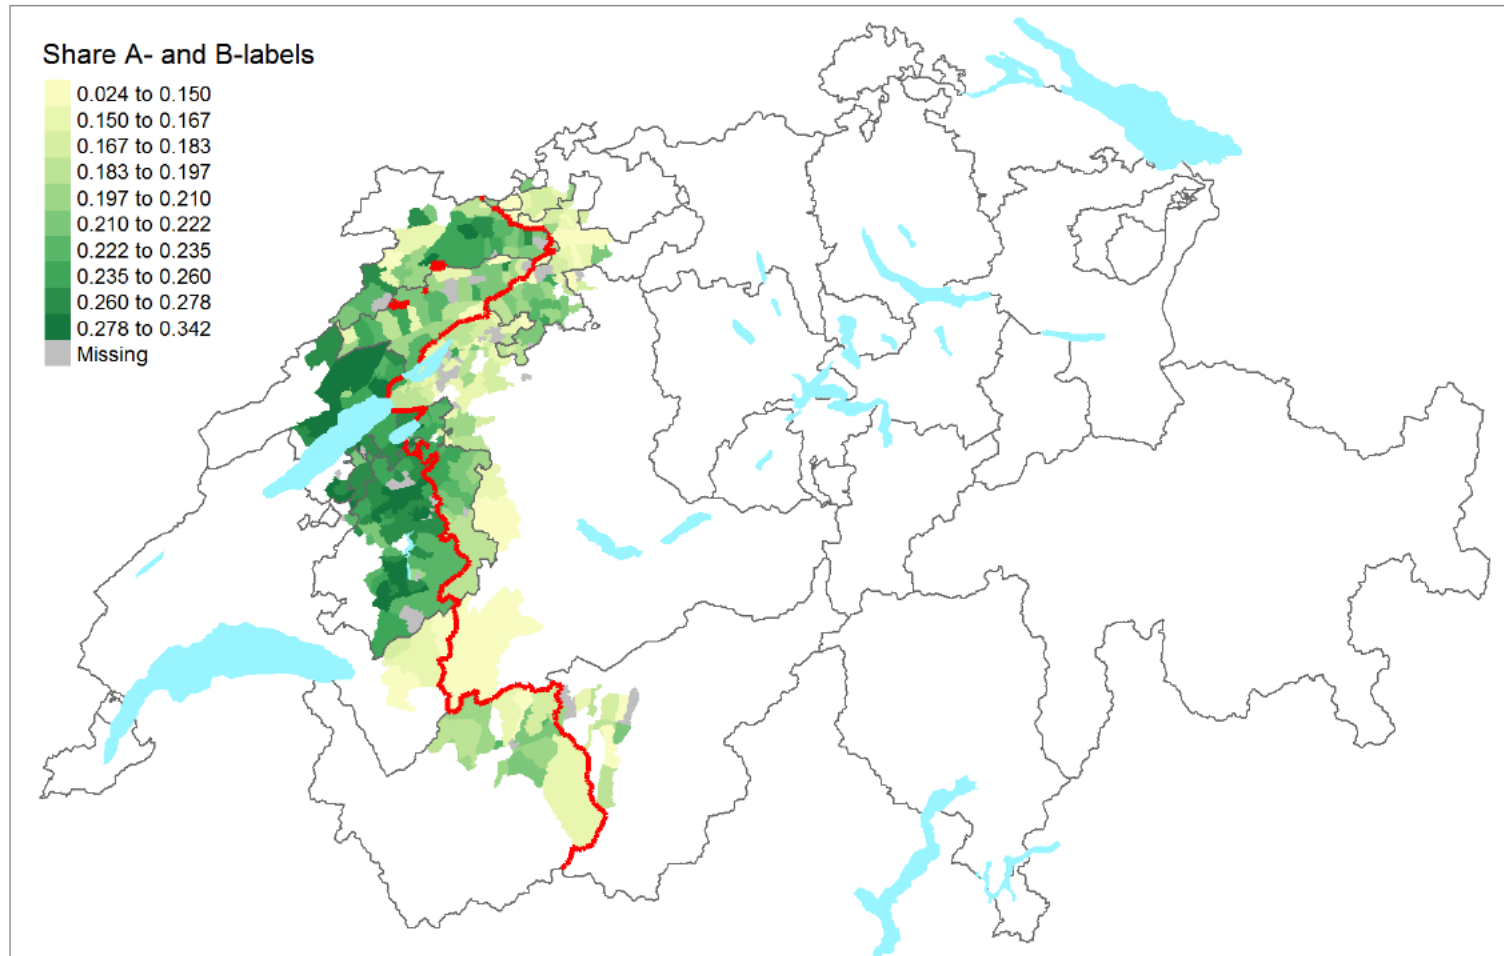 Share A- and B-labels
0.024 to 0.150
0.150 to 0.167
0.167 to 0.183
0.183 to 0.197
0.197 to 0.210
0.210 to 0.222
0.222 to 0.235
0.235 to 0.260
0.260 to 0.278
0.278 to 0.342
Missing